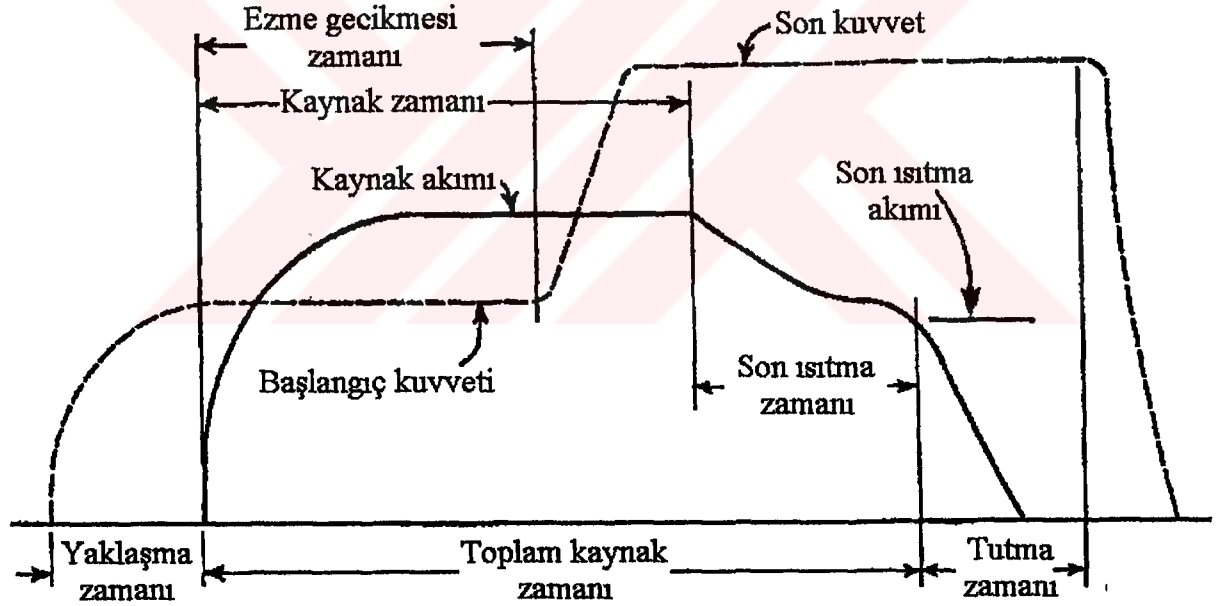 Ezme gecikmesi
zamanı
Son kuvvet
Kaynak zamanı
Kaynak akımı
Son ısıtma
akımı
Başlangıç kuvveti
Son ısıtma
zamanı
Yaklaşma
zamanı
Toplam kaynak
zamanı
Tutma
zamanı